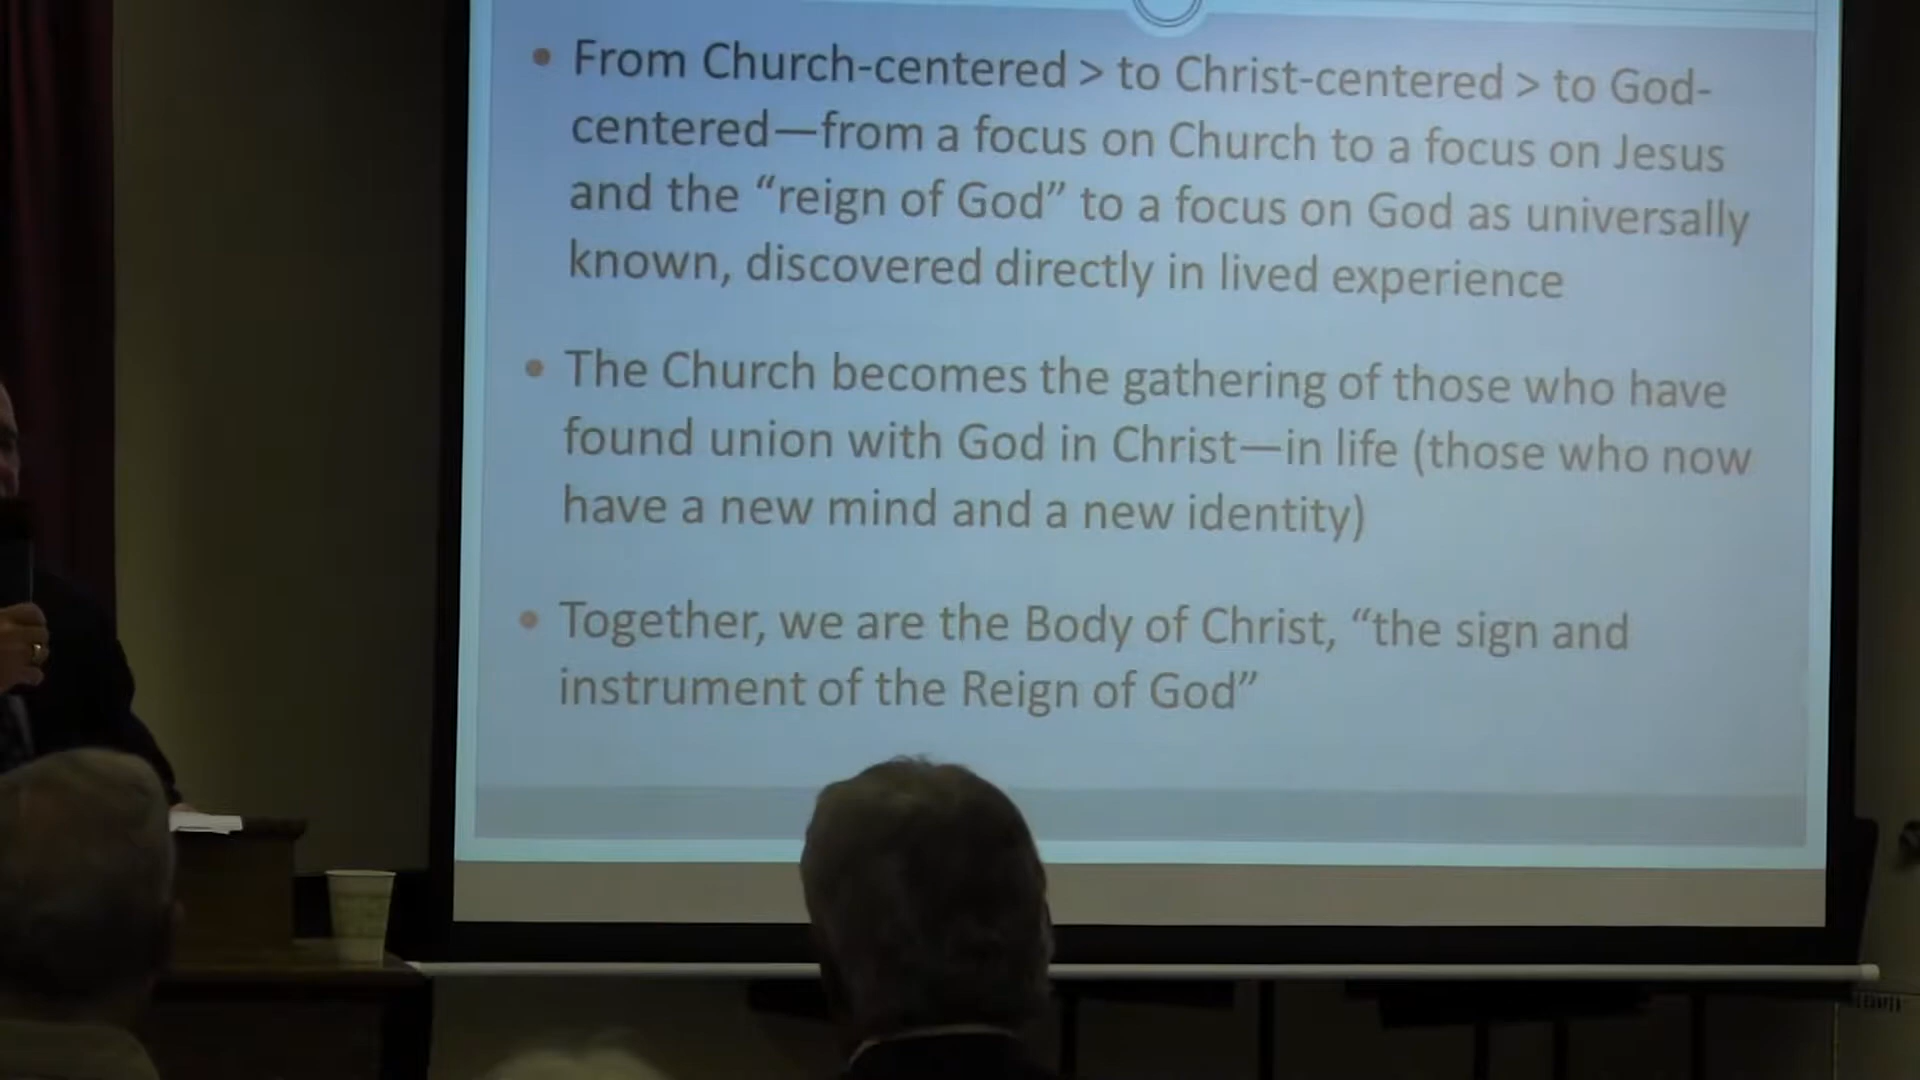 • From Church-centered > to Christ-centered > to God-
centered—from a focus on Church to a focus on Jesus
and the “reign of God” to a focus on God as universally
known, discovered directly in lived experience
• The Church becomes the gathering of those who have
found union with God in Christ—in life (those who now
have a new mind and a new identity)
• Together, we are the Body of Christ, “the sign and
instrument of the Reign of God”